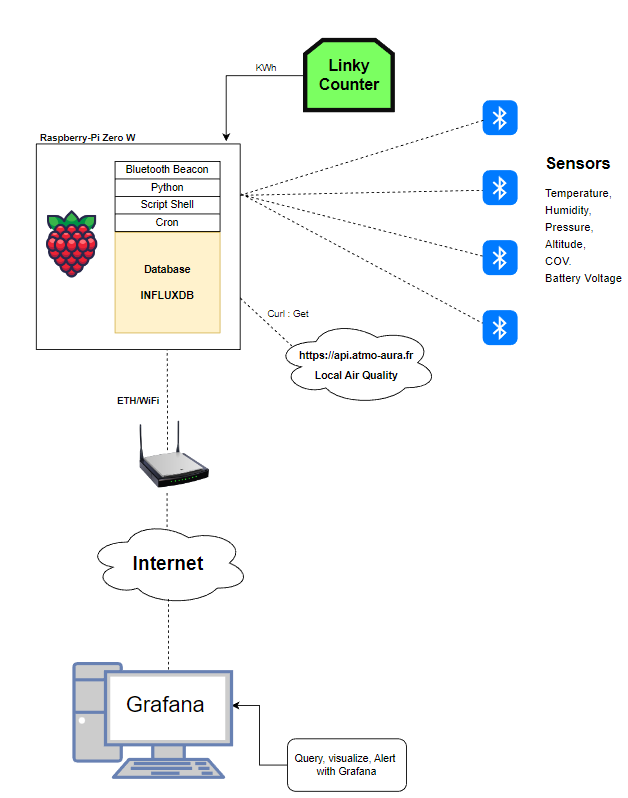 Linky
Counter
KWh
Raspberry-Pi Zero W
Bluetooth Beacon
Python
Script Shell
Cron
Database
INFLUXDB
Sensors
Temperature,
Humidity,
Pressure,
Altitude,
COV.
Battery Voltage
Curl : Get
https://api.atmo-aura.fr
Local Air Quality
ETH/WiFi
Internet
Grafana
Query, visualize, Alert
with Grafana